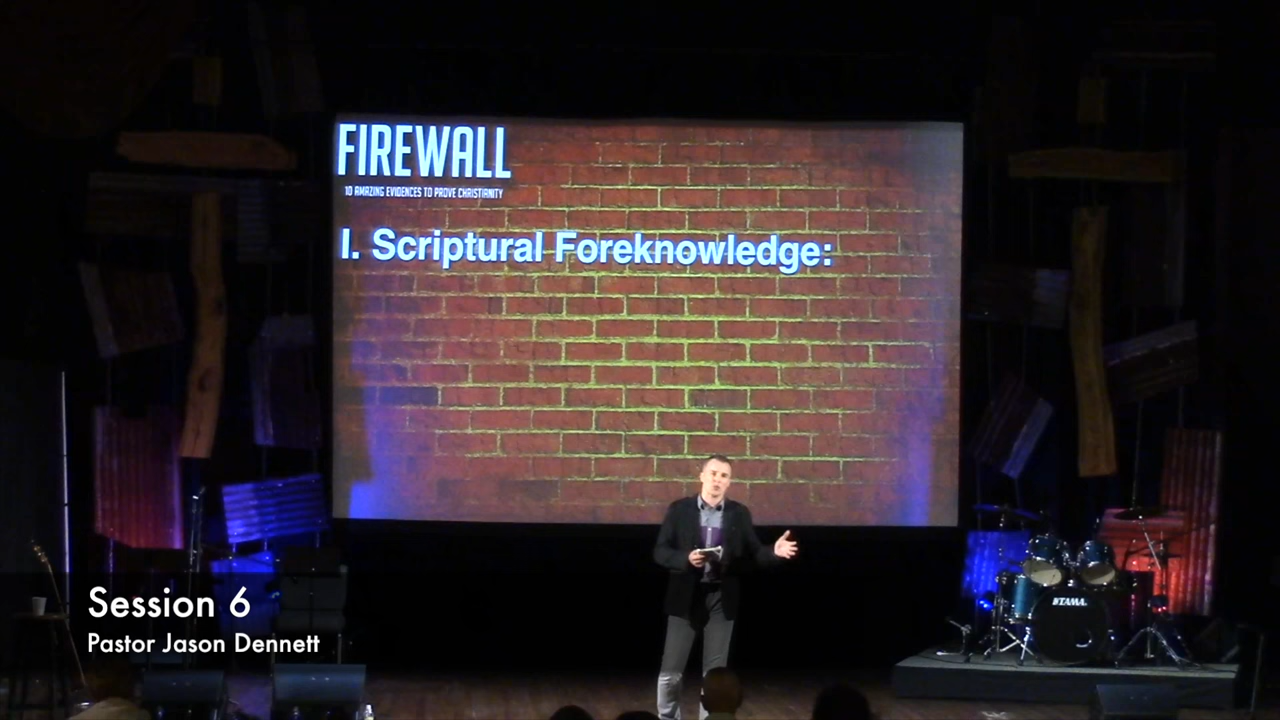 FIREWALL
10 AMAZING EVIDENCES TO PROVE CHRISTIANITY
I. Scriptural Foreknowledge:
TAMA
Session 6
Pastor Jason Dennett